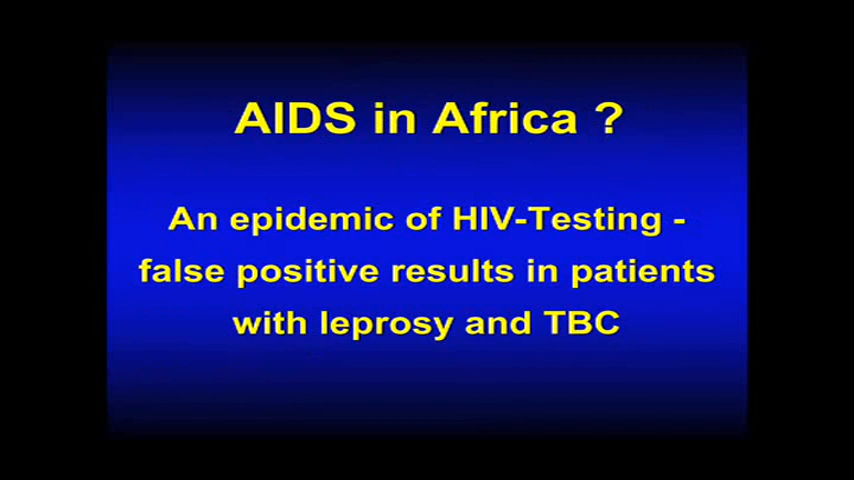 AIDS in Africa ?
An epidemic of HIV-Testing -
false positive results in patients
with leprosy and TBC